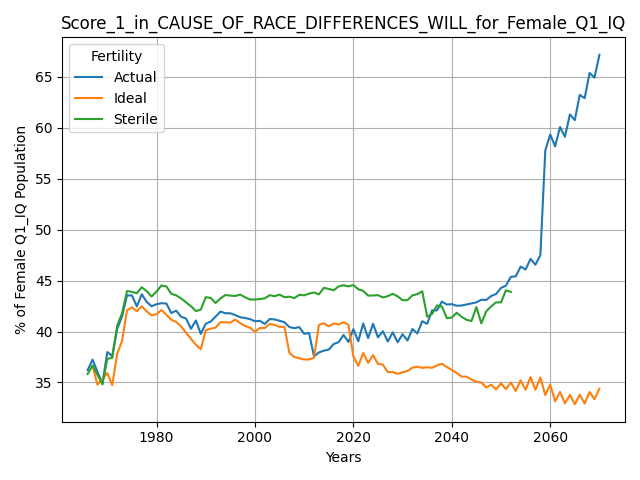 Score_1_in_CAUSE_OF_RACE_DIFFERENCES_WILL_for_Female_Q1_IQ
Fertility
Actual
Ideal
Sterile
% of Female Q1_IQ Population
65
60
55
50
45
40
35
1980
2000
2020
2040
2060
Years